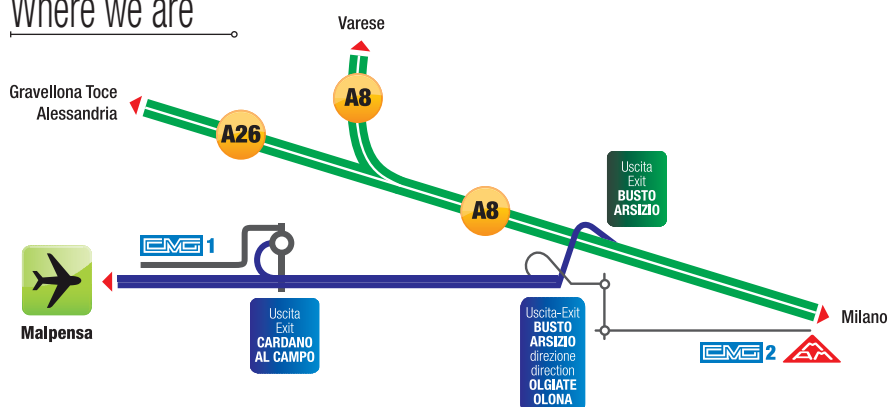 Where we are
Varese
Gravellona Toce
Alessandria
A8
A26
Uscita
Exit
BUSTO
ARSIZIO
A8
CMG 1
Malpensa
Uscita
Exit
CARDANO
AL CAMPO
Uscita-Exit
BUSTO
ARSIZIO
direzione
direction
OLGIATE
OLONA
Milano
CMG 2
MAM